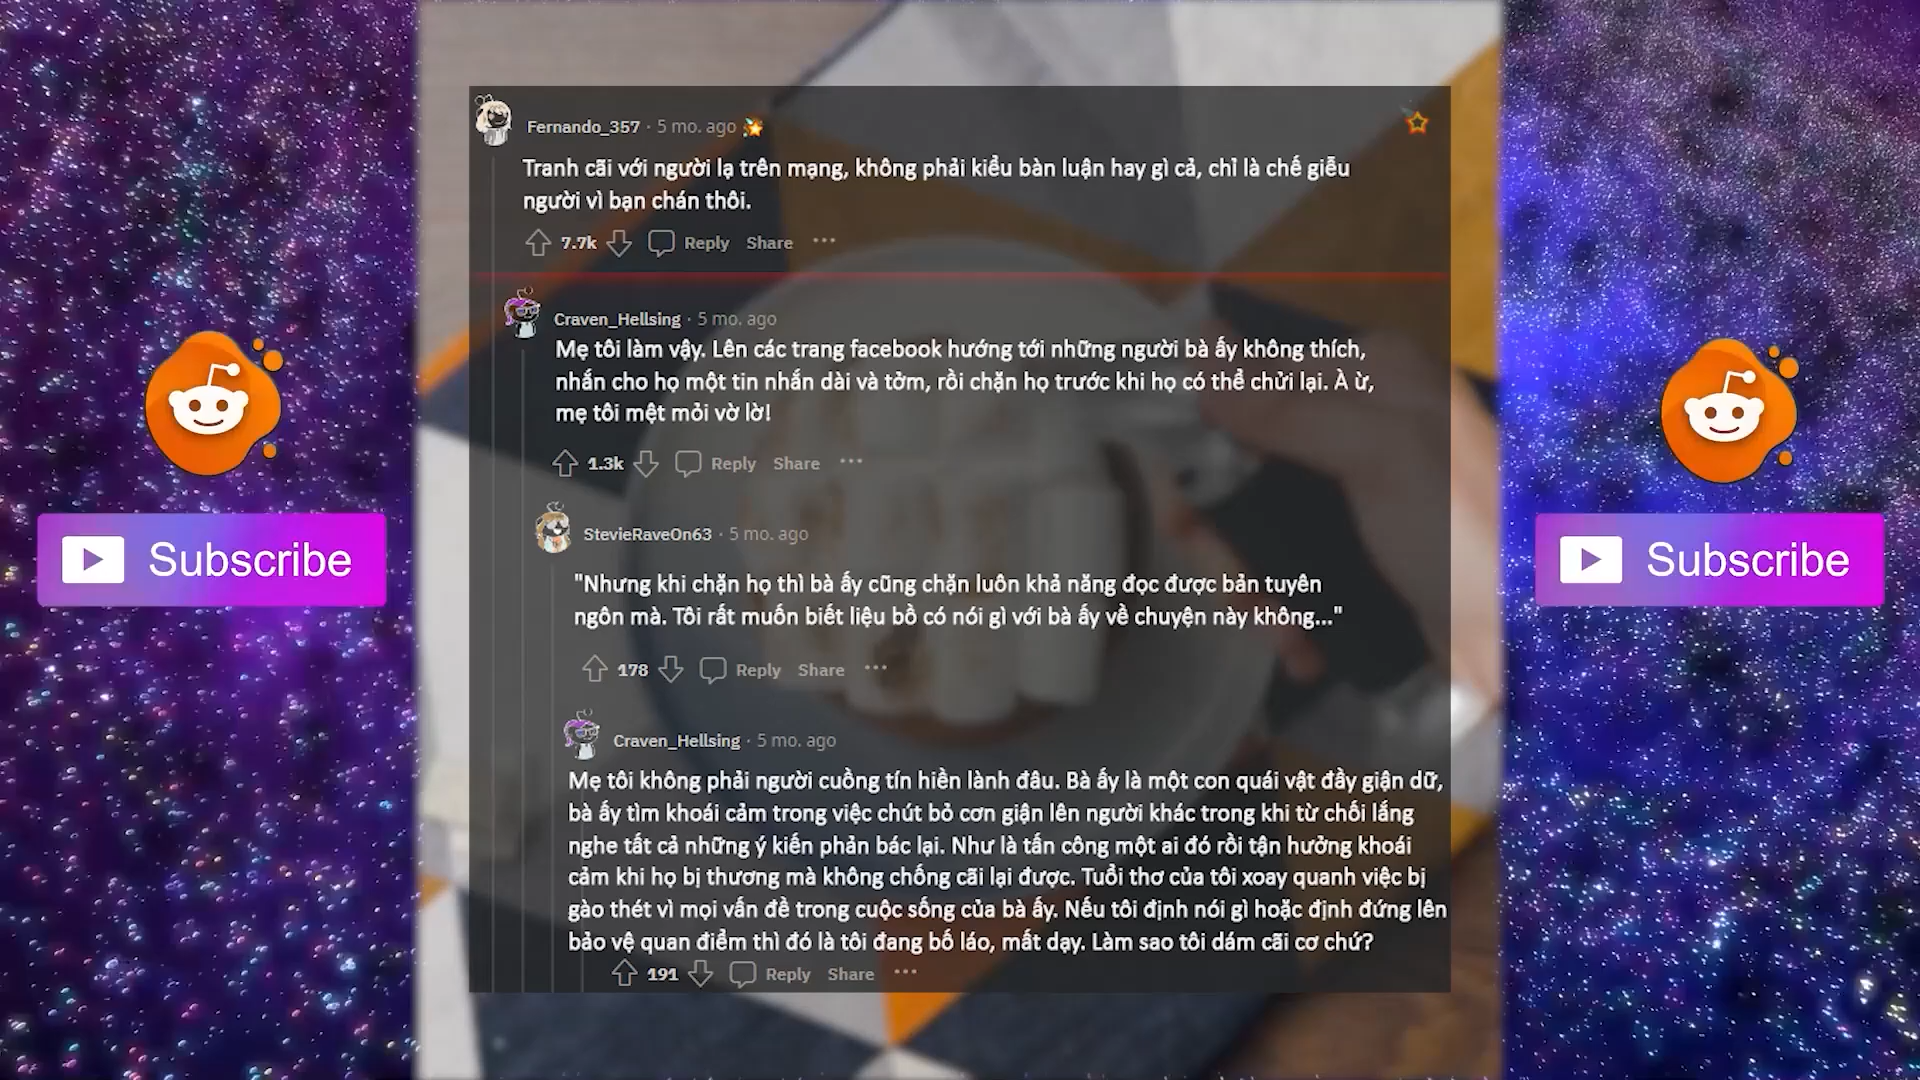 Fernando_357 · 5 mo. ago
Tranh cãi với người lạ trên mạng, không phải kiểu bàn luận hay gì cả, chỉ là chế giễu
người vì bạn chán thôi.
7.7k Reply Share ...
Craven_Hellsing · 5 mo. ago
Mẹ tôi làm vậy. Lên các trang facebook hướng tới những người bà ấy không thích,
nhắn cho họ một tin nhắn dài và tởm, rồi chặn họ trước khi họ có thể chửi lại. À ừ,
mẹ tôi mệt mỏi vờ lờ!
1.3k Reply Share ...
Subscribe
Subscribe
StevieRaveOn63 · 5 mo. ago
"Nhưng khi chặn họ thì bà ấy cũng chặn luôn khả năng đọc được bản tuyên
ngôn mà. Tôi rất muốn biết liệu bồ có nói gì với bà ấy về chuyện này không..."
178 Reply Share ...
Craven_Hellsing · 5 mo. ago
Mẹ tôi không phải người cuồng tín hiền lành đâu. Bà ấy là một con quái vật đầy giận dữ,
bà ấy tìm khoái cảm trong việc chút bỏ cơn giận lên người khác trong khi từ chối lắng
nghe tất cả những ý kiến phản bác lại. Như là tấn công một ai đó rồi tận hưởng khoái
cảm khi họ bị thương mà không chống cãi lại được. Tuổi thơ của tôi xoay quanh việc bị
gào thét vì mọi vấn đề trong cuộc sống của bà ấy. Nếu tôi định nói gì hoặc định đứng lên
bảo vệ quan điểm thì đó là tôi đang bố láo, mất dạy. Làm sao tôi dám cãi cơ chứ?
191 Reply Share ...